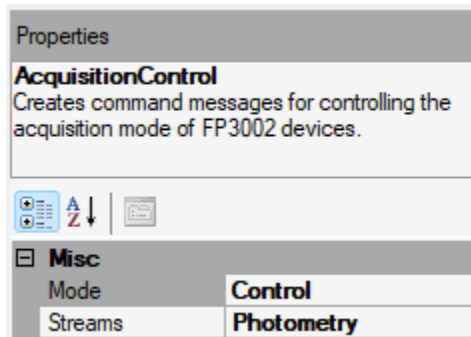 Properties
AcquisitionControl
Creates command messages for controlling the
acquisition mode of FP3002 devices.
A
Z
Misc
Mode Control
Streams Photometry